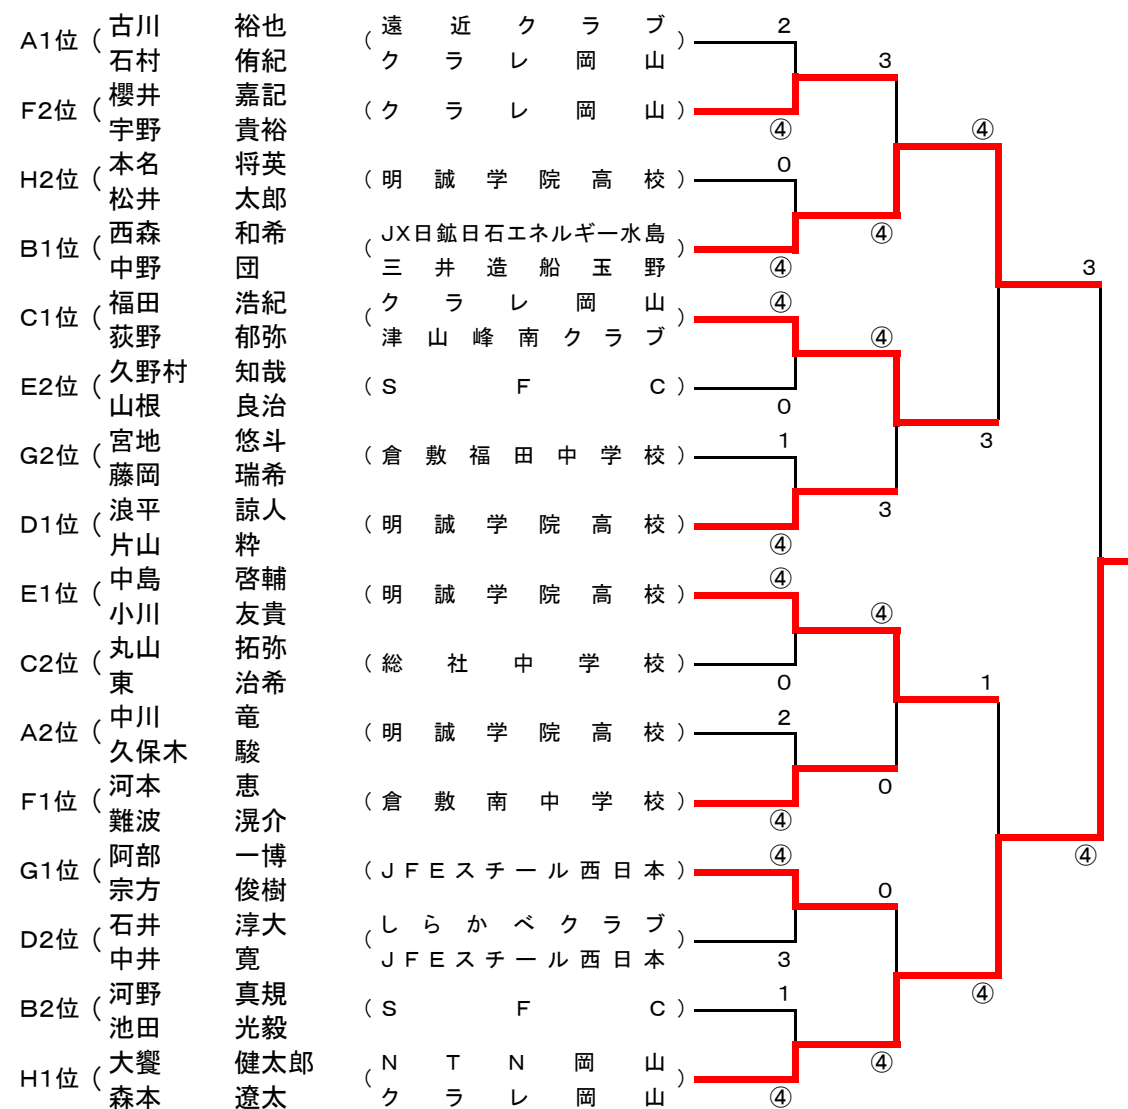 A1位 ( 古川 裕也 ( 遠近クラブ ) 2
石村 侑紀 クラレ岡山
3
F2位 ( 櫻井 嘉記 ( クラレ岡山 )
宇野 貴裕 ④ ④
H2位 ( 本名 将英 ( 明誠学院高校 ) 0
松井 太郎
④
B1位 ( 西森 和希 ( JX日鉱日石エネルギー水島 )
中野 団 三井造船玉野 ④ 3
C1位 ( 福田 浩紀 ( クラレ岡山 ) ④
荻野 郁弥 津山峰南クラブ ④
E2位 ( 久野村 知哉 ( SFC )
山根 良治 0
G2位 ( 宮地 悠斗 ( 倉敷福田中学校 ) 1 3
藤岡 瑞希
3
D1位 ( 浪平 諒人 ( 明誠学院高校 )
片山 粋 ④
E1位 ( 中島 啓輔 ( 明誠学院高校 ) ④
小川 友貴 ④
C2位 ( 丸山 拓弥 ( 総社中学校 )
東 治希 0 1
A2位 ( 中川 竜 ( 明誠学院高校 ) 2
久保木 駿
F1位 ( 河本 恵 ( 倉敷南中学校 ) 0
難波 滉介 ④
G1位 ( 阿部 一博 ( JFEスチール西日本 ) ④ ④
宗方 俊樹 0
D2位 ( 石井 淳大 ( しらかべクラブ )
中井 寛 JFEスチール西日本 3
B2位 ( 河野 真規 ( SFC ) 1 ④
池田 光毅
H1位 ( 大饗 健太郎 ( NTN岡山 ) ④
森本 遼太 クラレ岡山 ④